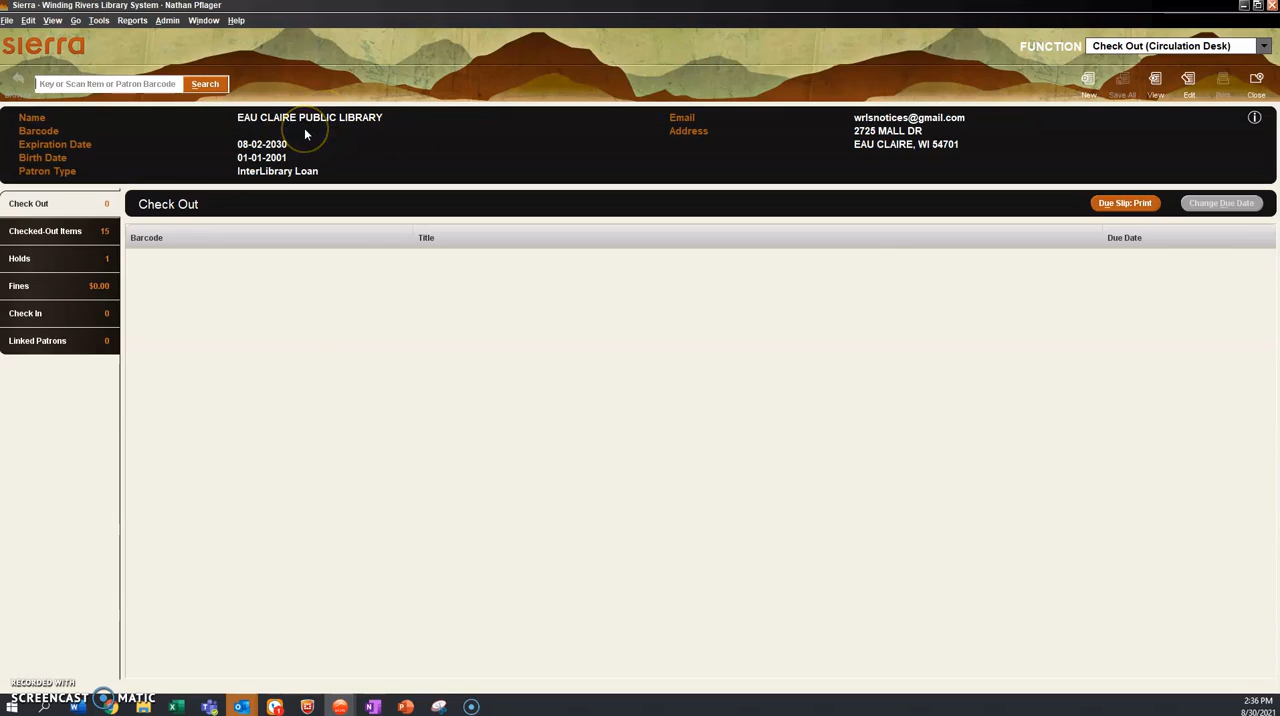 Sierra - Winding Rivers Library System - Nathan Pflager
File Edit View Go Tools Reports Admin Window Help
sierra
FUNCTION Check Out (Circulation Desk)
Key or Scan Item or Patron Barcode Search
New Save All View Edit Close
Name EAU CLAIRE PUBLIC LIBRARY Email wrlsnotices@gmail.com
Barcode Address 2725 MALL DR
Expiration Date 08-02-2030 EAU CLAIRE, WI 54701
Birth Date 01-01-2001
Patron Type InterLibrary Loan
Check Out 0
Check Out Due Slip: Print Change Due Date
Checked-Out Items 15
Barcode Title Due Date
Holds 1
Fines $0.00
Check In 0
Linked Patrons 0
RECORDED WITH
SCREENCAST MATIC
2:36 PM
8/30/2021